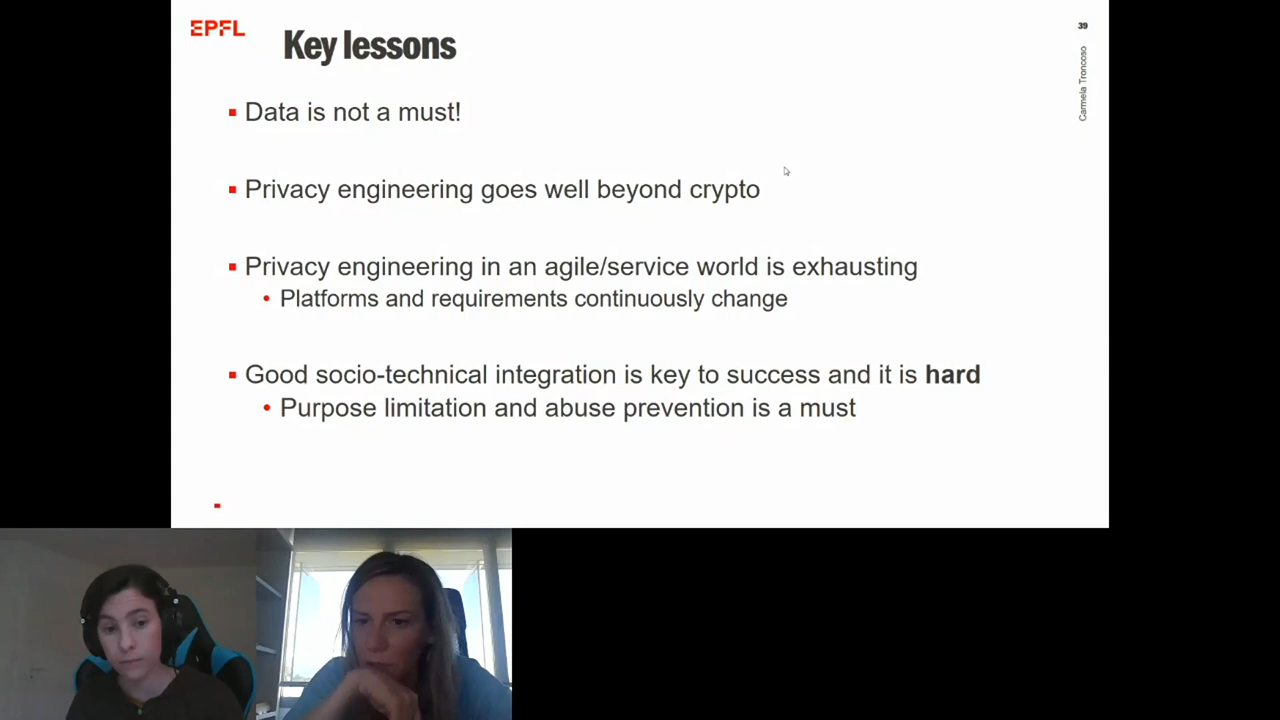 EPFL
Key lessons
39
Carmela Troncoso
Data is not a must!
Privacy engineering goes well beyond crypto
Privacy engineering in an agile/service world is exhausting
Platforms and requirements continuously change
Good socio-technical integration is key to success and it is hard
Purpose limitation and abuse prevention is a must